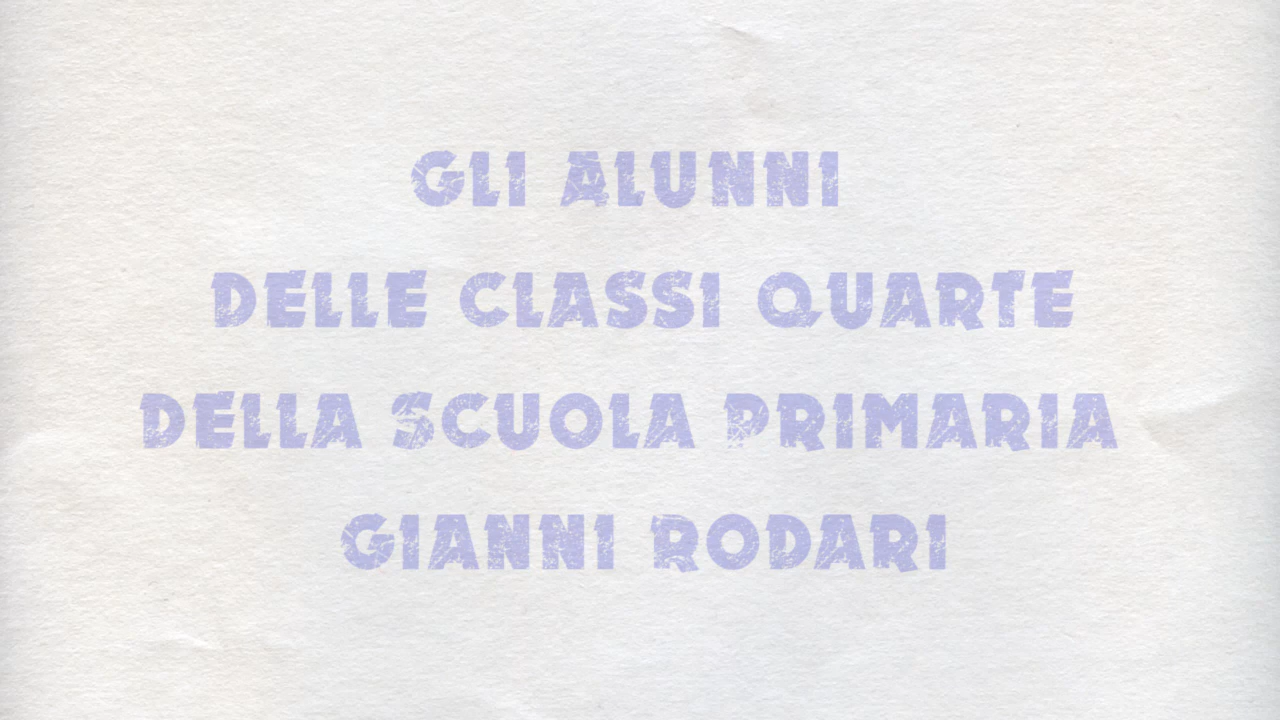 GLI ALUNNI
DELLE CLASSI QUARTE
DELLA SCUOLA PRIMARIA
GIANNI RODARI